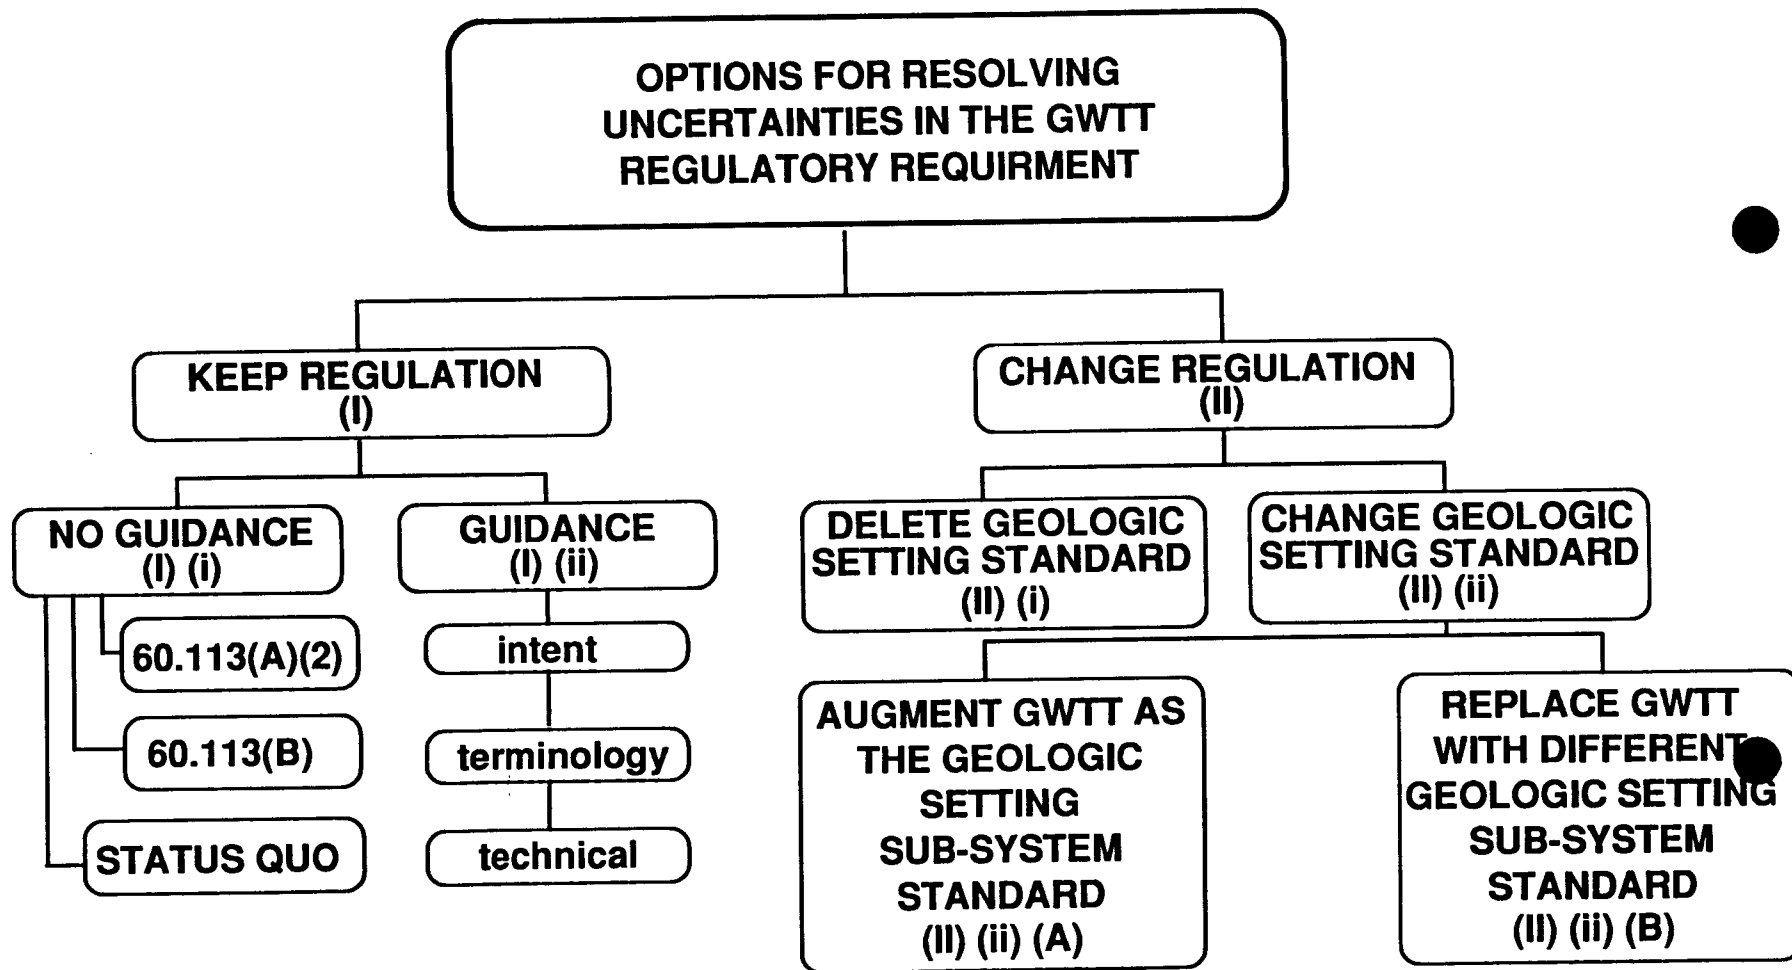 OPTIONS FOR RESOLVING
UNCERTAINTIES IN THE GWTT
REGULATORY REQUIRMENT
KEEP REGULATION
(I)
CHANGE REGULATION
(II)
NO GUIDANCE
(I) (i)
GUIDANCE
(I) (ii)
DELETE GEOLOGIC
SETTING STANDARD
(II) (i)
CHANGE GEOLOGIC
SETTING STANDARD
(II) (ii)
60.113(A)(2)
60.113(B)
STATUS QUO
intent
terminology
technical
AUGMENT GWTT AS
THE GEOLOGIC
SETTING
SUB-SYSTEM
STANDARD
(II) (ii) (A)
REPLACE GWTT
WITH DIFFERENT
GEOLOGIC SETTING
SUB-SYSTEM
STANDARD
(II) (ii) (B)